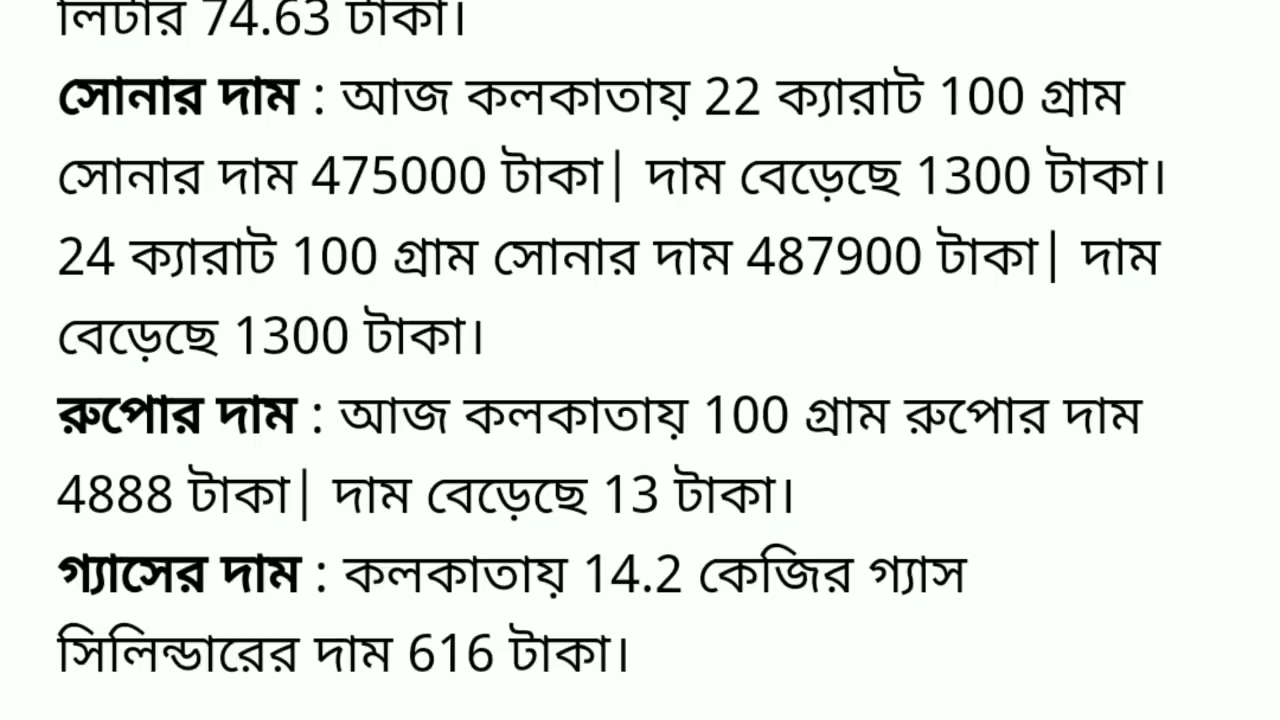 লিটার 74.63 টাকা।
সোনার দাম : আজ কলকাতায় 22 ক্যারাট 100 গ্রাম
সোনার দাম 475000 টাকা| দাম বেড়েছে 1300 টাকা।
24 ক্যারাট 100 গ্রাম সোনার দাম 487900 টাকা| দাম
বেড়েছে 1300 টাকা।
রুপোর দাম : আজ কলকাতায় 100 গ্রাম রুপোর দাম
4888 টাকা| দাম বেড়েছে 13 টাকা।
গ্যাসের দাম : কলকাতায় 14.2 কেজির গ্যাস
সিলিন্ডারের দাম 616 টাকা।